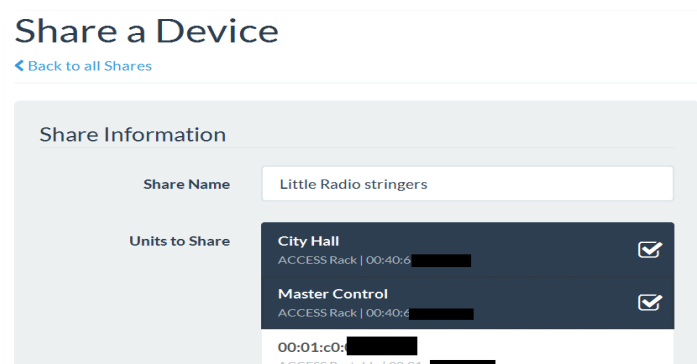 Share a Device
Back to all Shares
Share Information
Share Name
Little Radio stringers
Units to Share
City Hall
ACCESS Rack | 00:40:6
Master Control
ACCESS Rack | 00:40:6
00:01:c0: